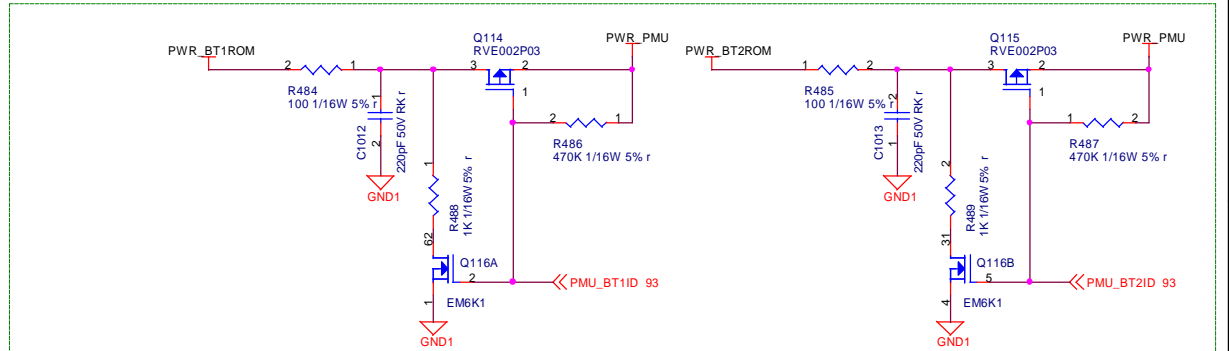 Q114
RVE002P03
PWR_BT1ROM
PWR_PMU
2
1
3
2
R484
100 1/16W 5% r
1
1
2
C1012
220pF 50V RK r
2
1
R486
470K 1/16W 5% r
GND1
1
R488
1K 1/16W 5% r
62
Q116A
2
PMU_BT1ID 93
1
EM6K1
GND1
Q115
RVE002P03
PWR_BT2ROM
PWR_PMU
1
2
3
2
R485
100 1/16W 5% r
1
2
1
C1013
220pF 50V RK r
1
2
R487
470K 1/16W 5% r
GND1
2
R489
1K 1/16W 5% r
31
Q116B
5
PMU_BT2ID 93
4
EM6K1
GND1